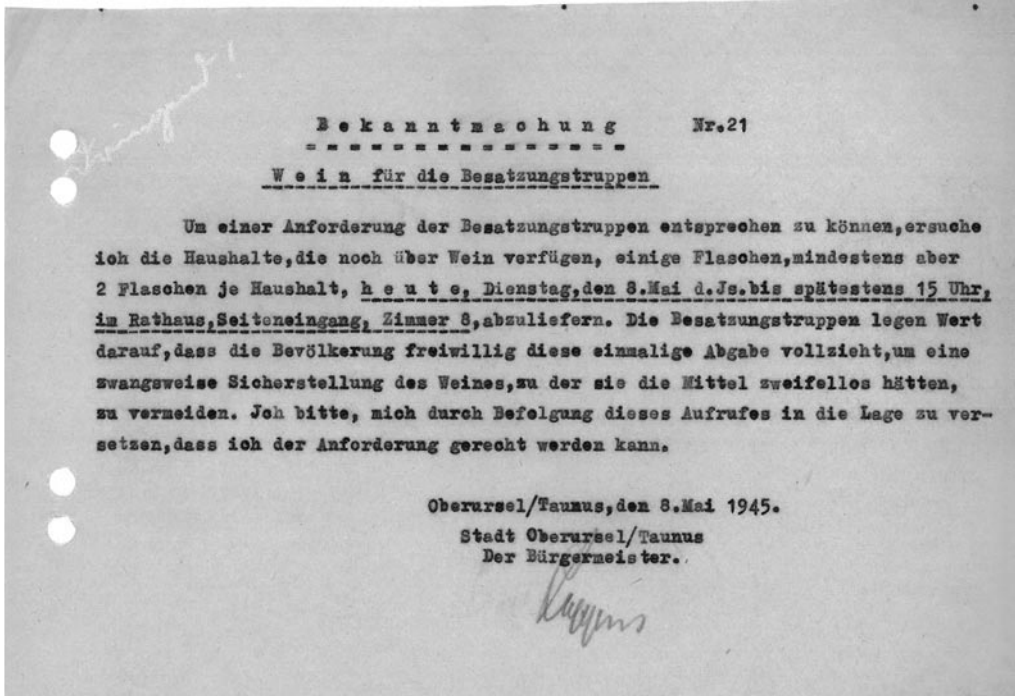 Bekanntmachung Nr.21
Wein für die Besatzungstruppen
Um einer Anforderung der Besatzungstruppen entsprechen zu können,ersuche
ich die Haushalte,die noch über Wein verfügen, einige Flaschen,mindestens aber
2 Flaschen je Haushalt, heute, Dienstag,den 8.Mai d.Js.bis spätestens 15 Uhr,
im Rathaus,Seiteneingang, Zimmer 8,abzuliefern. Die Besatzungstruppen legen Wert
darauf,dass die Bevölkerung freiwillig diese einmalige Abgabe vollzieht,um eine
zwangsweise Sicherstellung des Weines,zu der sie die Mittel zweifellos hätten,
zu vermeiden. Jch bitte, mich durch Befolgung dieses Aufrufes in die Lage zu ver-
setzen,dass ich der Anforderung gerecht werden kann.
Oberursel/Taunus,den 8.Mai 1945.
Stadt Oberursel/Taunus
Der Bürgermeister.